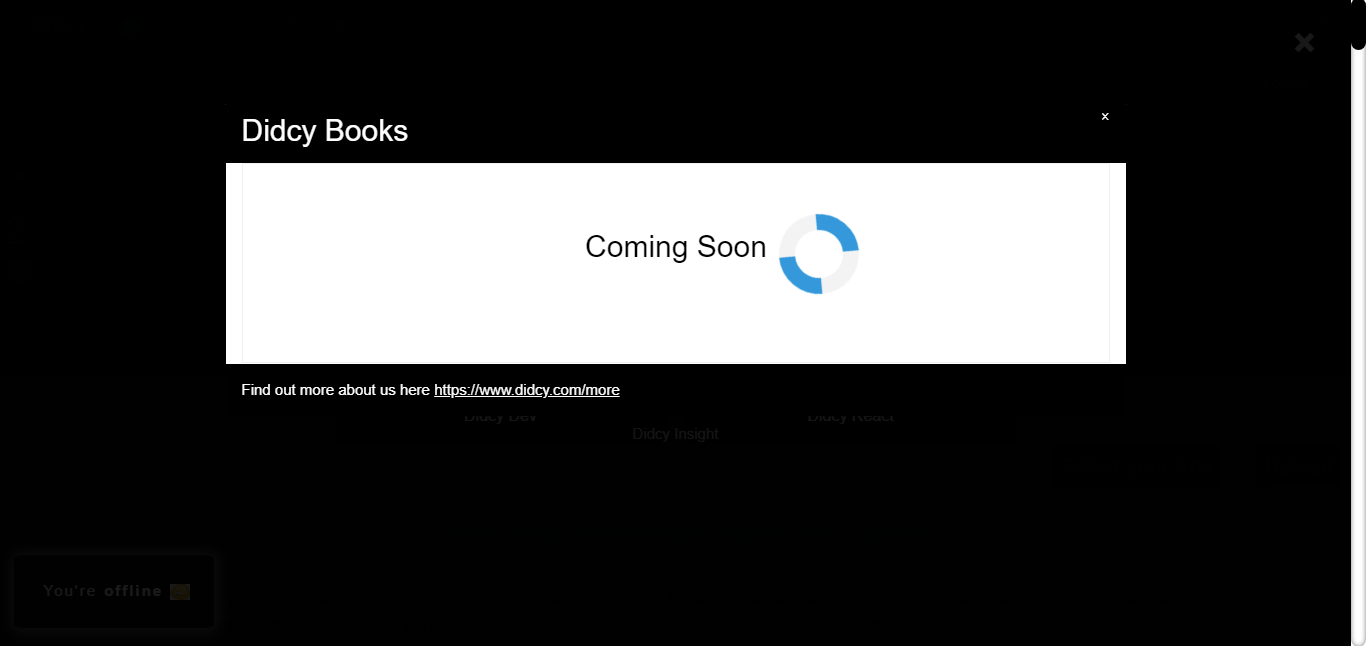 Didcy Books
×
Coming Soon
Find out more about us here https://www.didcy.com/more
Didcy Dev
Didcy React
Didcy Insight
You're offline